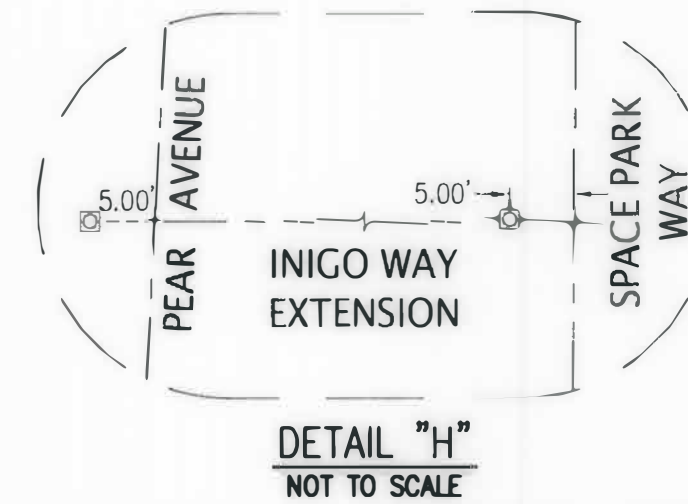 PEAR AVENUE
5.00'
5.00'
SPACE PARK
WAY
INIGO WAY
EXTENSION
DETAIL "H"
NOT TO SCALE